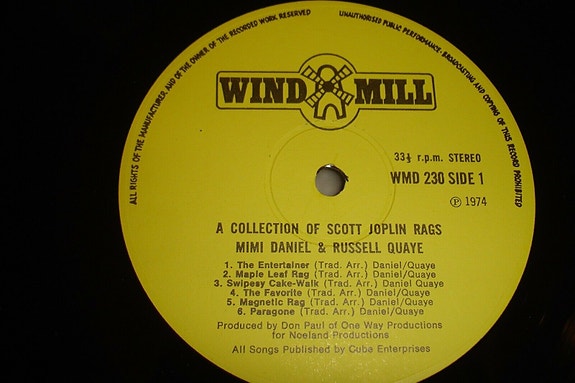 ALL RIGHTS OF THE MANUFACTURER, AND OF THE OWNER OF THE RECORDED WORK RESERVED
UNAUTHORISED PUBLIC PERFORMANCE, BROADCASTING AND COPYING OF THIS RECORD PROHIBITED
WIND MILL
33⅓ r.p.m. STEREO
WMD 230 SIDE 1
Ⓟ 1974
A COLLECTION OF SCOTT JOPLIN RAGS
MIMI DANIEL & RUSSELL QUAYE
1. The Entertainer (Trad. Arr.) Daniel/Quaye
2. Maple Leaf Rag (Trad. Arr.) Daniel/Quaye
3. Swipesy Cake-Walk (Trad. Arr.) Daniel/Quaye
4. The Favorite (Trad. Arr.) Daniel/Quaye
5. Magnetic Rag (Trad. Arr.) Daniel/Quaye
6. Paragone (Trad. Arr.) Daniel/Quaye
Produced by Don Paul of One Way Productions
for Noeland Productions
All Songs Published by Cube Enterprises